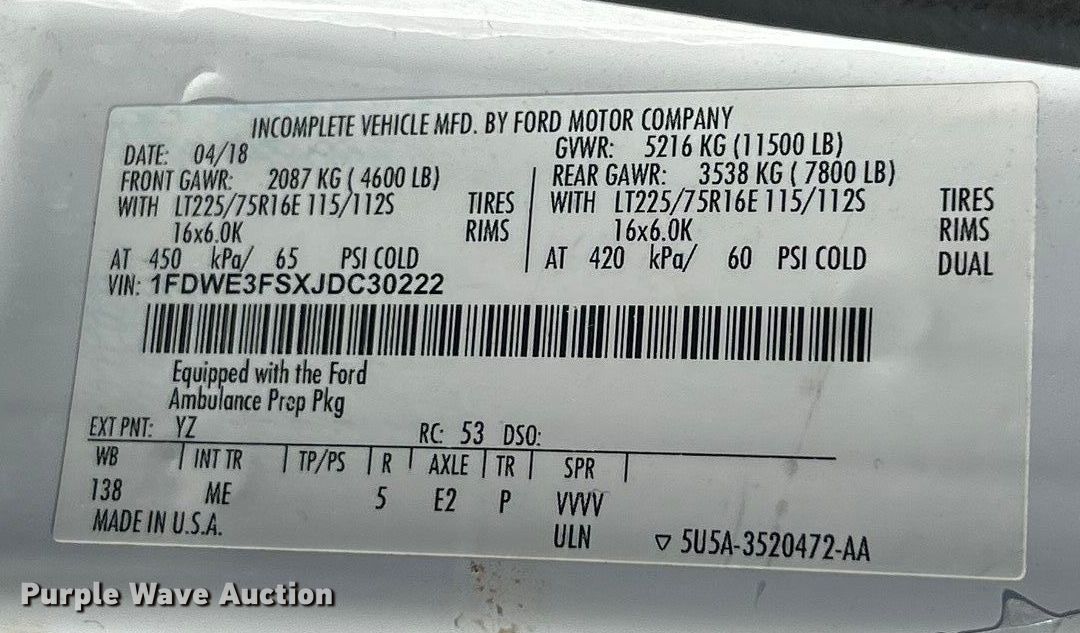 INCOMPLETE VEHICLE MFD. BY FORD MOTOR COMPANY
DATE: 04/18 GVWR: 5216 KG (11500 LB)
FRONT GAWR: 2087 KG ( 4600 LB) REAR GAWR: 3538 KG ( 7800 LB)
WITH LT225/75R16E 115/112S TIRES WITH LT225/75R16E 115/112S TIRES
16x6.0K RIMS 16x6.0K RIMS
AT 450 kPa/ 65 PSI COLD AT 420 kPa/ 60 PSI COLD DUAL
VIN: 1FDWE3FSXJDC30222
Equipped with the Ford
Ambulance Prep Pkg
EXT PNT: YZ RC: 53 DSO:
WB INT TR TP/PS R AXLE TR SPR
138 ME 5 E2 P VVVV
MADE IN U.S.A. ULN ▽ 5U5A-3520472-AA
Purple Wave Auction